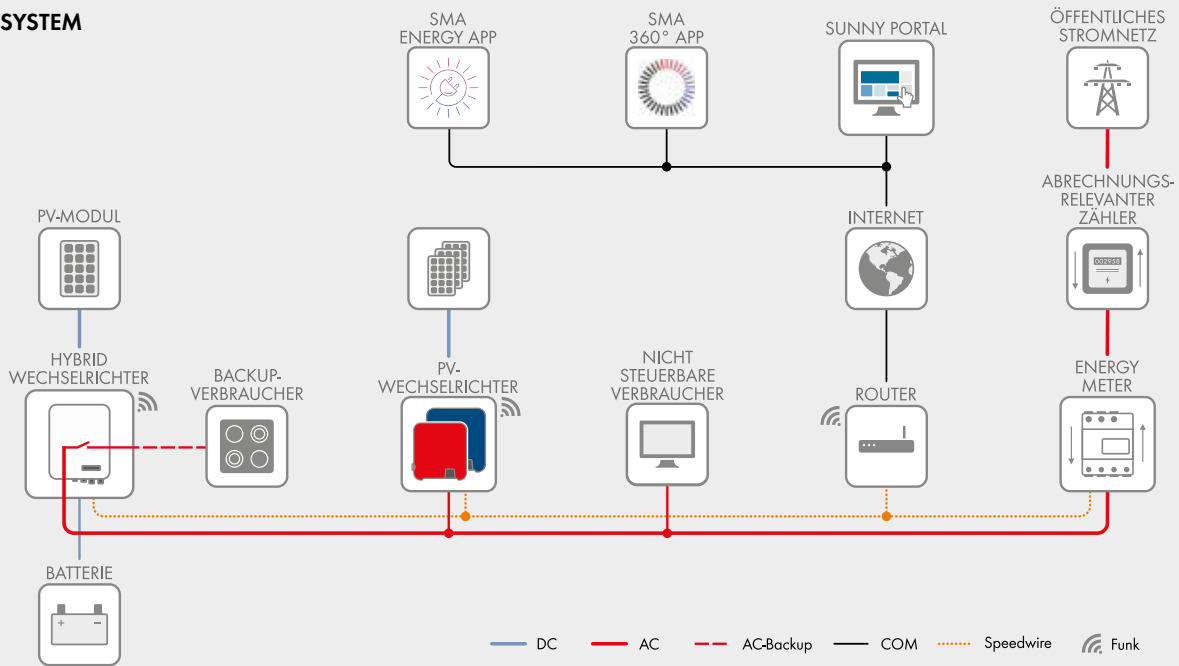 SYSTEM
SMA
ENERGY APP
SMA
360° APP
SUNNY PORTAL
ÖFFENTLICHES
STROMNETZ
ABRECHNUNGS-
RELEVANTER
ZÄHLER
002958
PV-MODUL
INTERNET
HYBRID
WECHSELRICHTER
BACKUP-
VERBRAUCHER
PV-
WECHSELRICHTER
NICHT
STEUERBARE
VERBRAUCHER
ROUTER
ENERGY
METER
BATTERIE
+ −
DC
AC
AC-Backup
COM
Speedwire
Funk